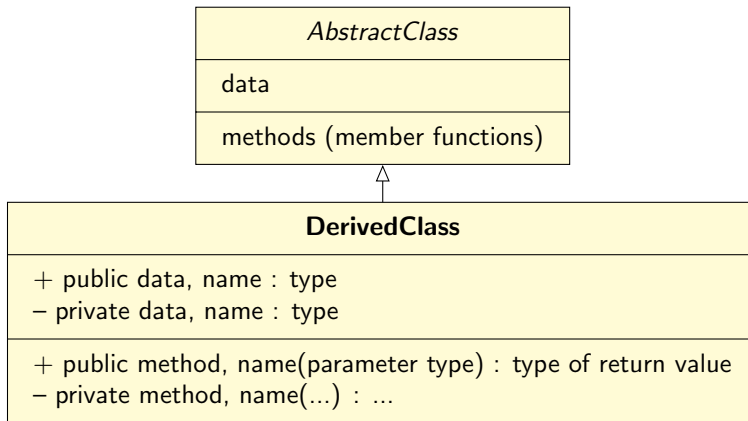 AbstractClass
data
methods (member functions)
DerivedClass
+ public data, name : type
– private data, name : type
+ public method, name(parameter type) : type of return value
– private method, name(...) : ...